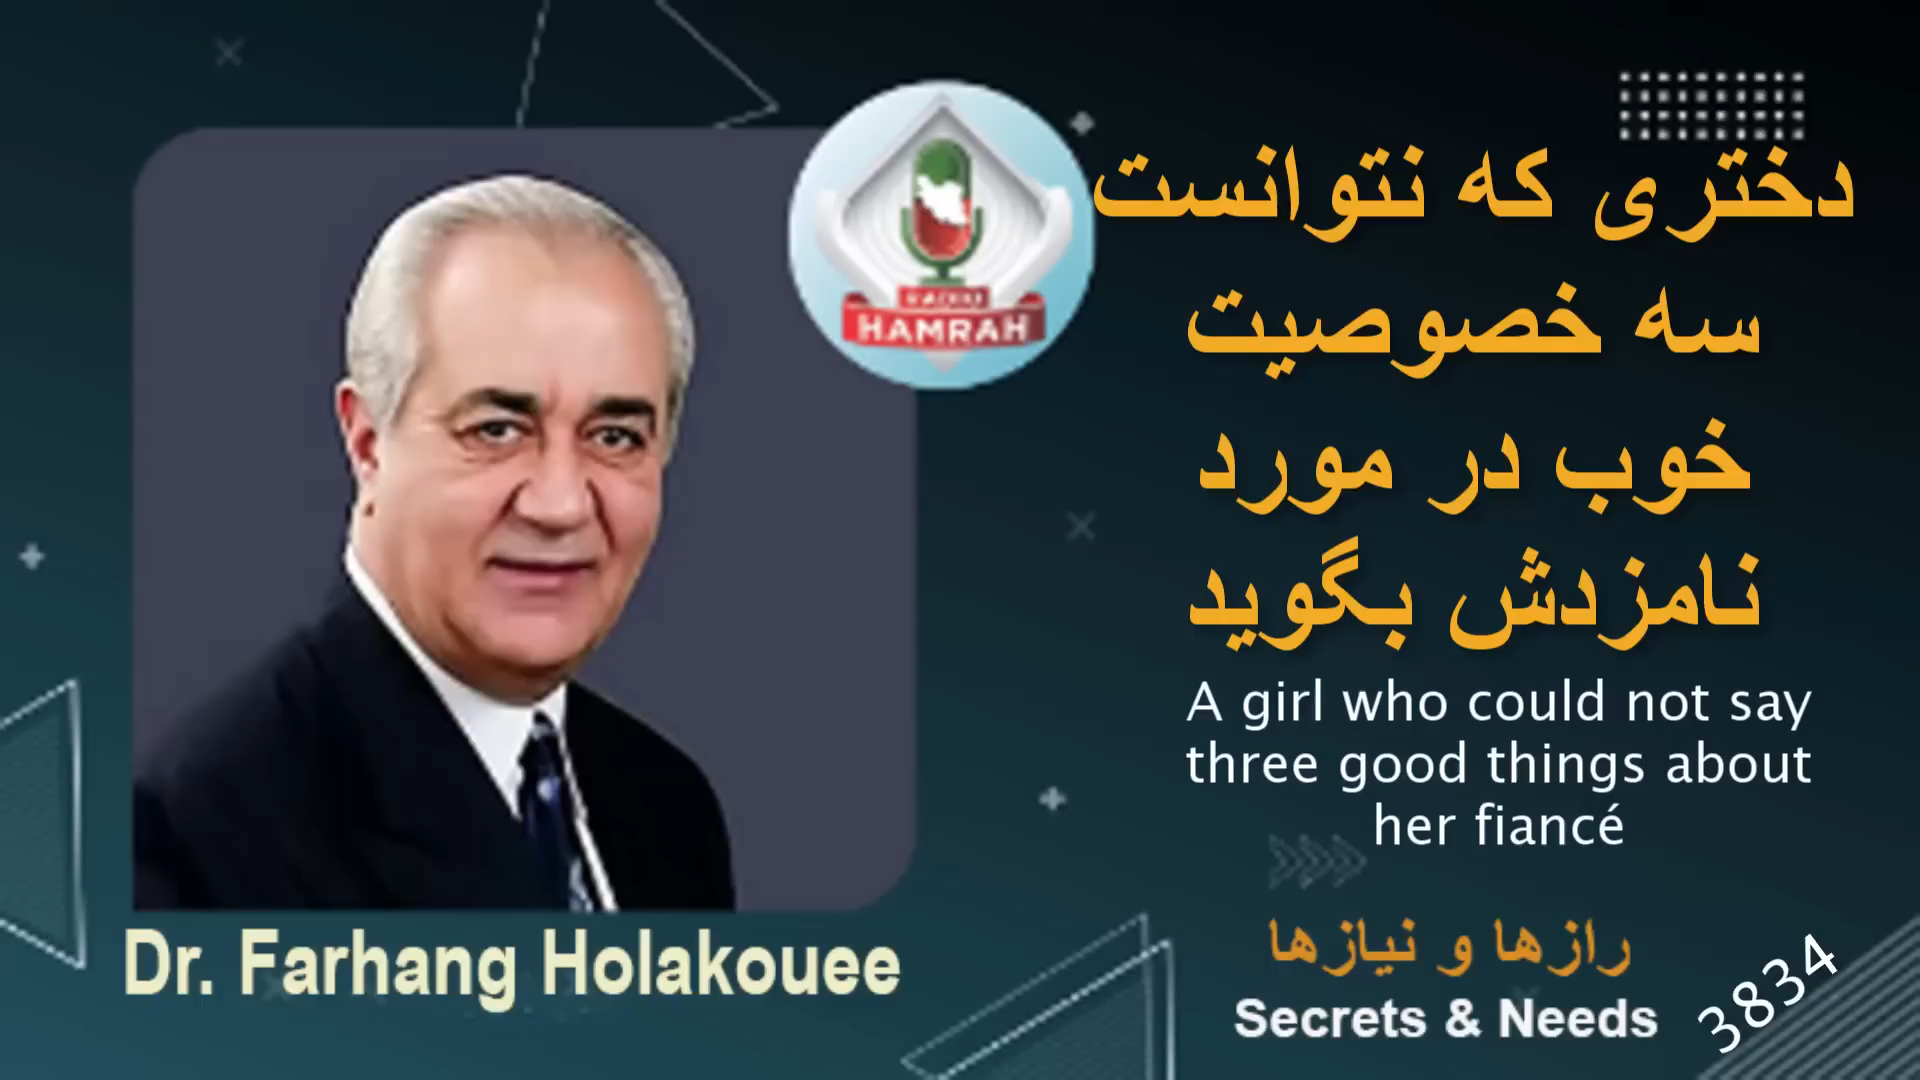 RADIO
HAMRAH
دختری که نتوانست
سه خصوصیت
خوب در مورد
نامزدش بگوید
A girl who could not say
three good things about
her fiancé
رازها و نیازها
Secrets & Needs
3834
Dr. Farhang Holakouee